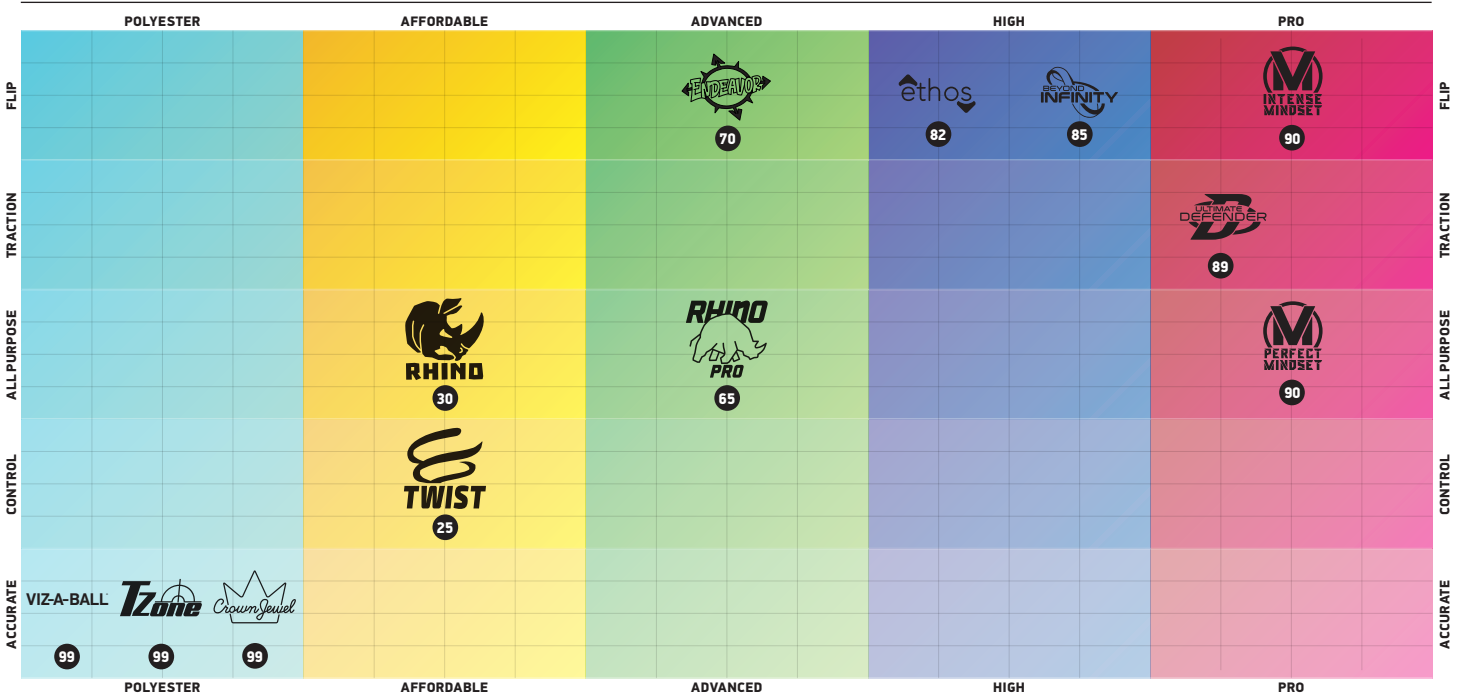 POLYESTER AFFORDABLE ADVANCED HIGH PRO
FLIP ENDEAVOR ethos BEYOND INFINITY M INTENSE MINDSET FLIP
70 82 85 90
TRACTION D ULTIMATE DEFENDER TRACTION
89
ALL PURPOSE RHINO RHINO PRO M PERFECT MINDSET ALL PURPOSE
30 65 90
CONTROL TWIST CONTROL
25
ACCURATE VIZ-A-BALL TZone Crown Jewel ACCURATE
99 99 99
POLYESTER AFFORDABLE ADVANCED HIGH PRO